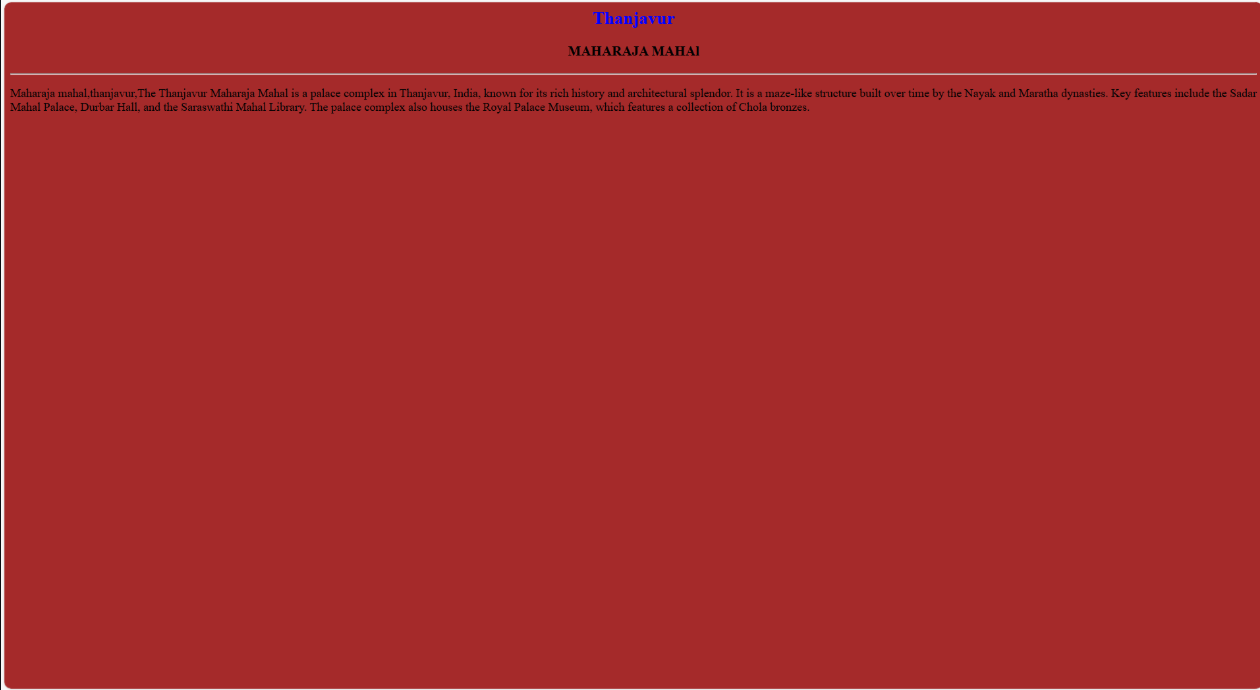 Thanjavur
MAHARAJA MAHAl
Maharaja mahal,thanjavur,The Thanjavur Maharaja Mahal is a palace complex in Thanjavur, India, known for its rich history and architectural splendor. It is a maze-like structure built over time by the Nayak and Maratha dynasties. Key features include the Sadar
Mahal Palace, Durbar Hall, and the Saraswathi Mahal Library. The palace complex also houses the Royal Palace Museum, which features a collection of Chola bronzes.